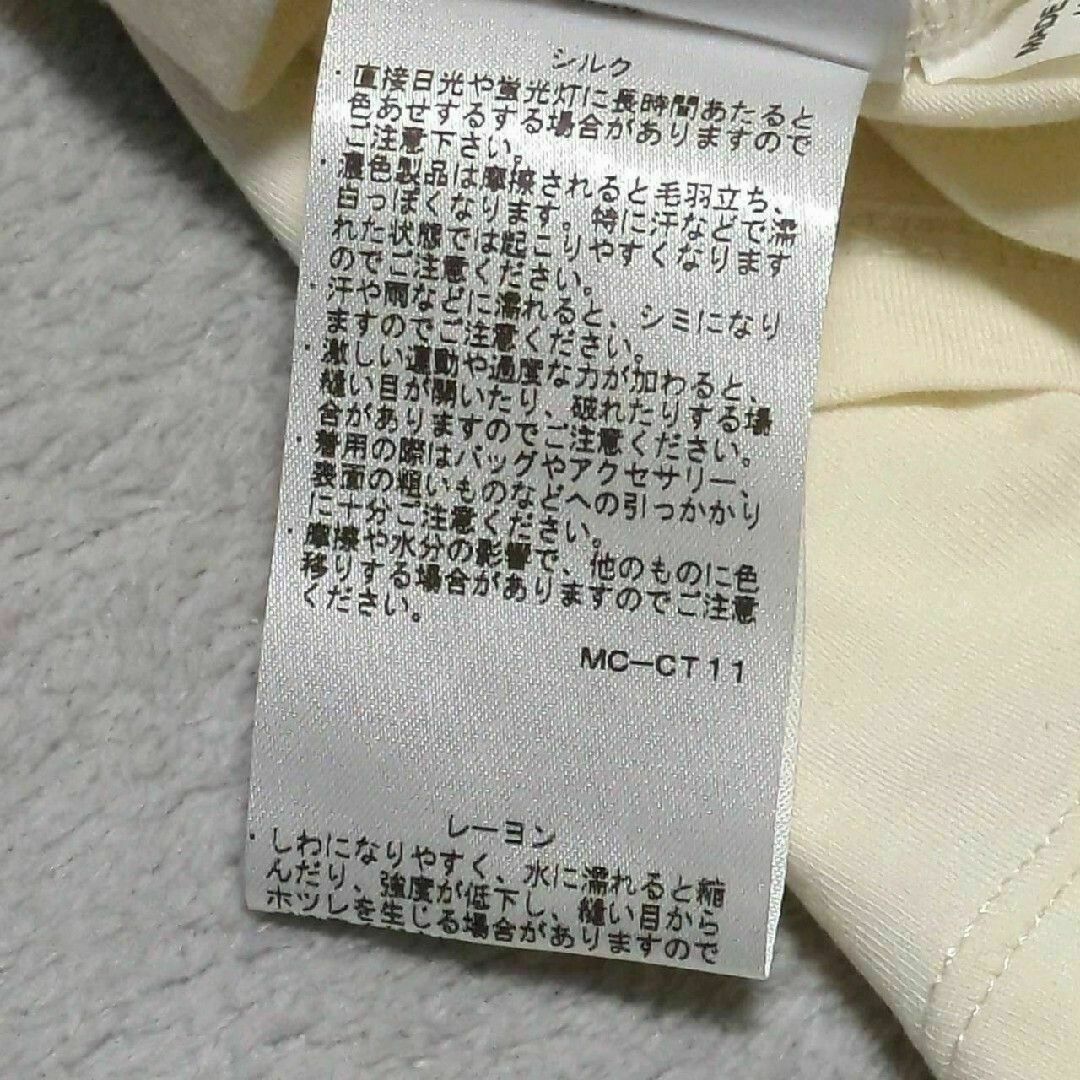 シルク
・直接日光や蛍光灯に長時間あたると
色あせするする場合がありますので
ご注意下さい。
・濃色製品は摩擦されると毛羽立ち、
白っぽくなります。特に汗などで濡
れた状態では起こりやすくなります
のでご注意ください。
・汗や雨などに濡れると、シミになり
ますのでご注意ください。
・激しい運動や過度な力が加わると、
縫い目が開いたり、破れたりする場
合がありますのでご注意ください。
・着用の際はバッグやアクセサリー、
表面の粗いものなどへの引っかかり
に十分ご注意ください。
・摩擦や水分の影響で、他のものに色
移りする場合がありますのでご注意
ください。
MC-CT11
レーヨン
・しわになりやすく、水に濡れると縮
んだり、強度が低下し、縫い目から
ホツレを生じる場合がありますので
MADE